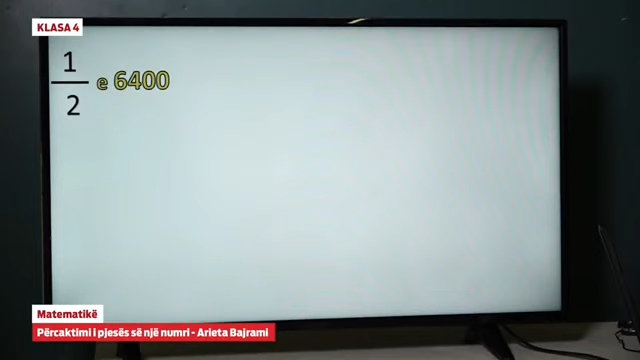 KLASA 4
1
2
e 6400
Matematikë
Përcaktimi i pjesës së një numri - Arieta Bajrami